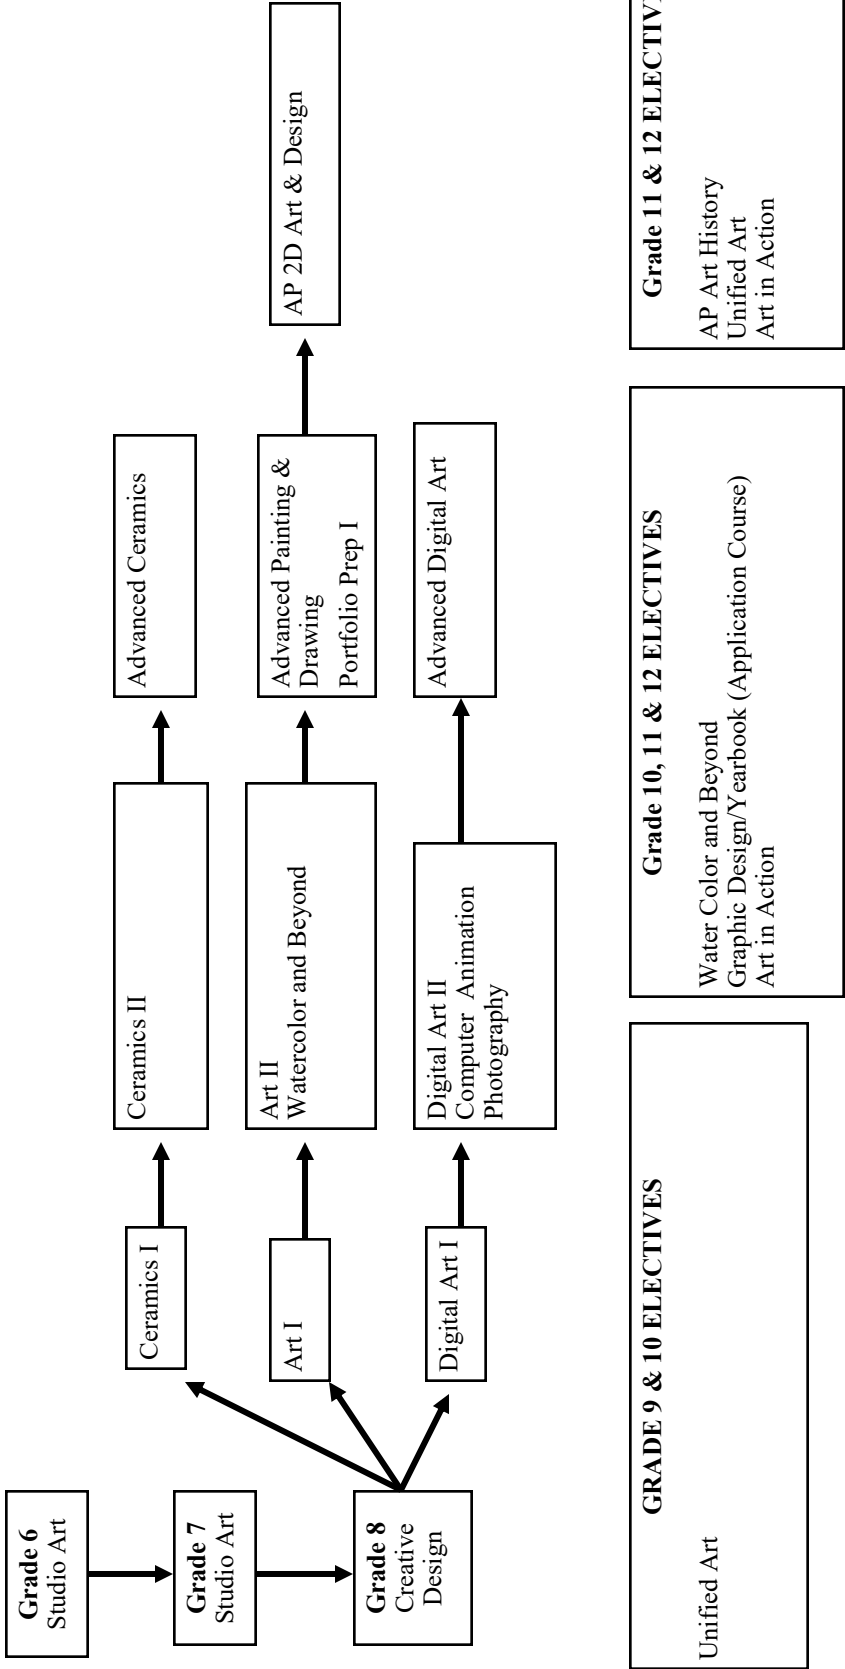 Grade 6
Studio Art
Grade 7
Studio Art
Grade 8
Creative
Design
Ceramics I
Art I
Digital Art I
Ceramics II
Art II
Watercolor and Beyond
Digital Art II
Computer Animation
Photography
Advanced Ceramics
Advanced Painting &
Drawing
Portfolio Prep I
Advanced Digital Art
AP 2D Art & Design
GRADE 9 & 10 ELECTIVES
Unified Art
Grade 10, 11 & 12 ELECTIVES
Water Color and Beyond
Graphic Design/Yearbook (Application Course)
Art in Action
Grade 11 & 12 ELECTIV
AP Art History
Unified Art
Art in Action